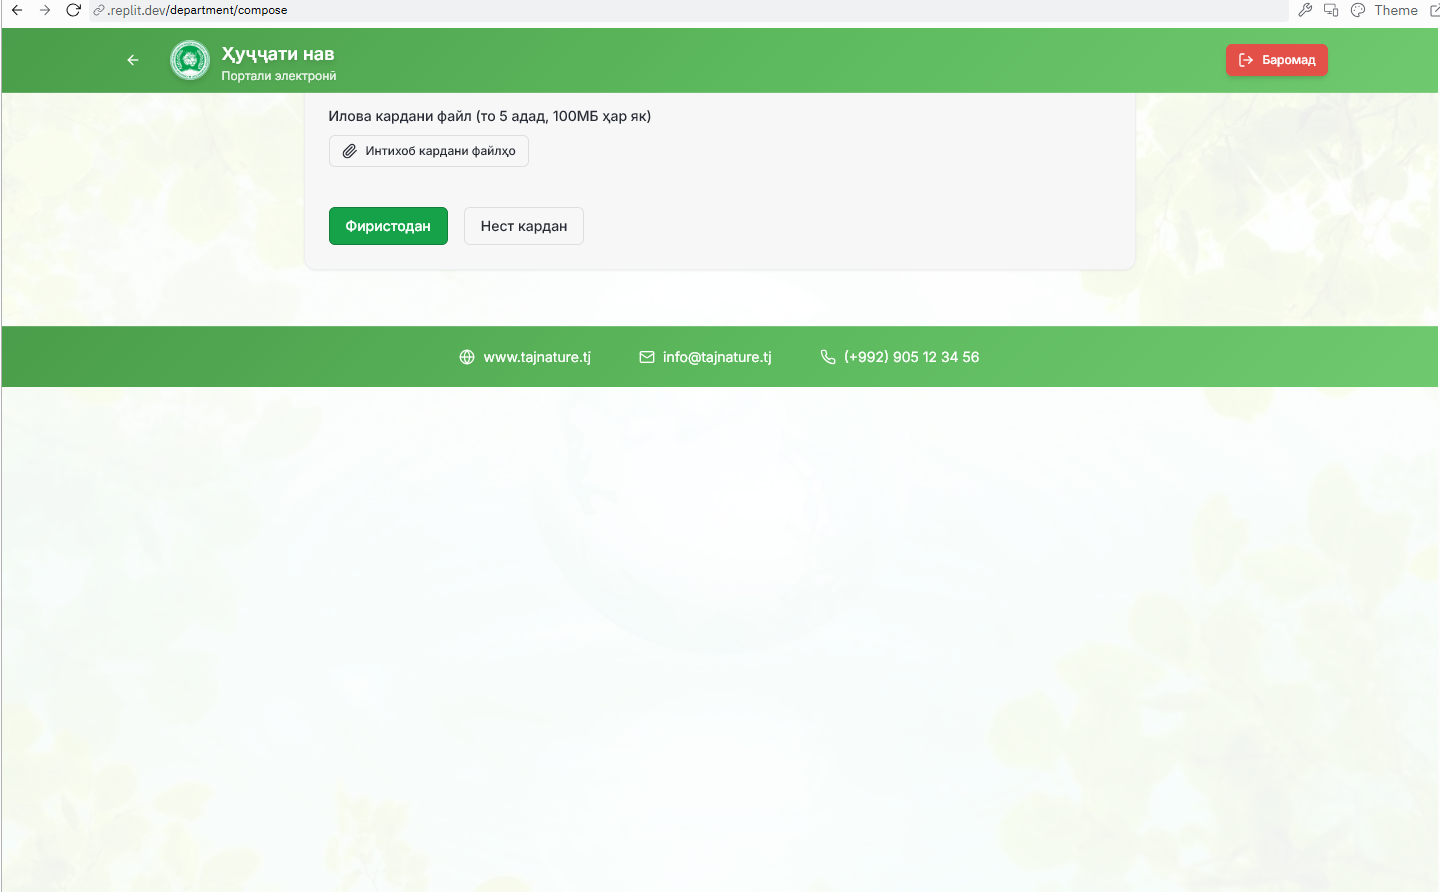 .replit.dev/department/compose
Theme
Ҳуҷҷати нав
Портали электронӣ
Баромад
Илова кардани файл (то 5 адад, 100МБ ҳар як)
Интихоб кардани файлҳо
Фиристодан
Нест кардан
www.tajnature.tj
info@tajnature.tj
(+992) 905 12 34 56